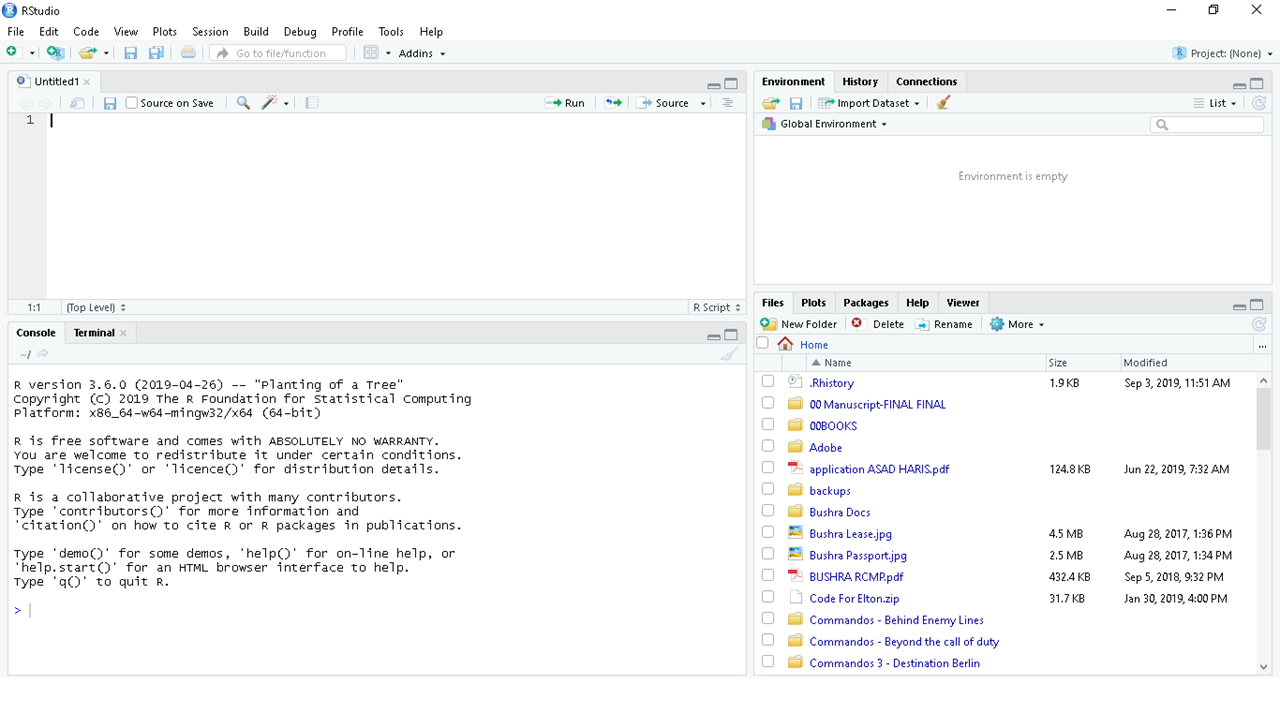 RStudio
File Edit Code View Plots Session Build Debug Profile Tools Help
Go to file/function Addins Project: (None)
Untitled1
Source on Save Run Source
1
1:1 (Top Level) R Script
Console Terminal
~/
R version 3.6.0 (2019-04-26) -- "Planting of a Tree"
Copyright (C) 2019 The R Foundation for Statistical Computing
Platform: x86_64-w64-mingw32/x64 (64-bit)
R is free software and comes with ABSOLUTELY NO WARRANTY.
You are welcome to redistribute it under certain conditions.
Type 'license()' or 'licence()' for distribution details.
R is a collaborative project with many contributors.
Type 'contributors()' for more information and
'citation()' on how to cite R or R packages in publications.
Type 'demo()' for some demos, 'help()' for on-line help, or
'help.start()' for an HTML browser interface to help.
Type 'q()' to quit R.
>
Environment History Connections
Import Dataset List
Global Environment
Environment is empty
Files Plots Packages Help Viewer
New Folder Delete Rename More
Home ...
Name Size Modified
.Rhistory 1.9 KB Sep 3, 2019, 11:51 AM
00 Manuscript-FINAL FINAL
00BOOKS
Adobe
application ASAD HARIS.pdf 124.8 KB Jun 22, 2019, 7:32 AM
backups
Bushra Docs
Bushra Lease.jpg 4.5 MB Aug 28, 2017, 1:36 PM
Bushra Passport.jpg 2.5 MB Aug 28, 2017, 1:34 PM
BUSHRA RCMP.pdf 432.4 KB Sep 5, 2018, 9:32 PM
Code For Elton.zip 31.7 KB Jan 30, 2019, 4:00 PM
Commandos - Behind Enemy Lines
Commandos - Beyond the call of duty
Commandos 3 - Destination Berlin